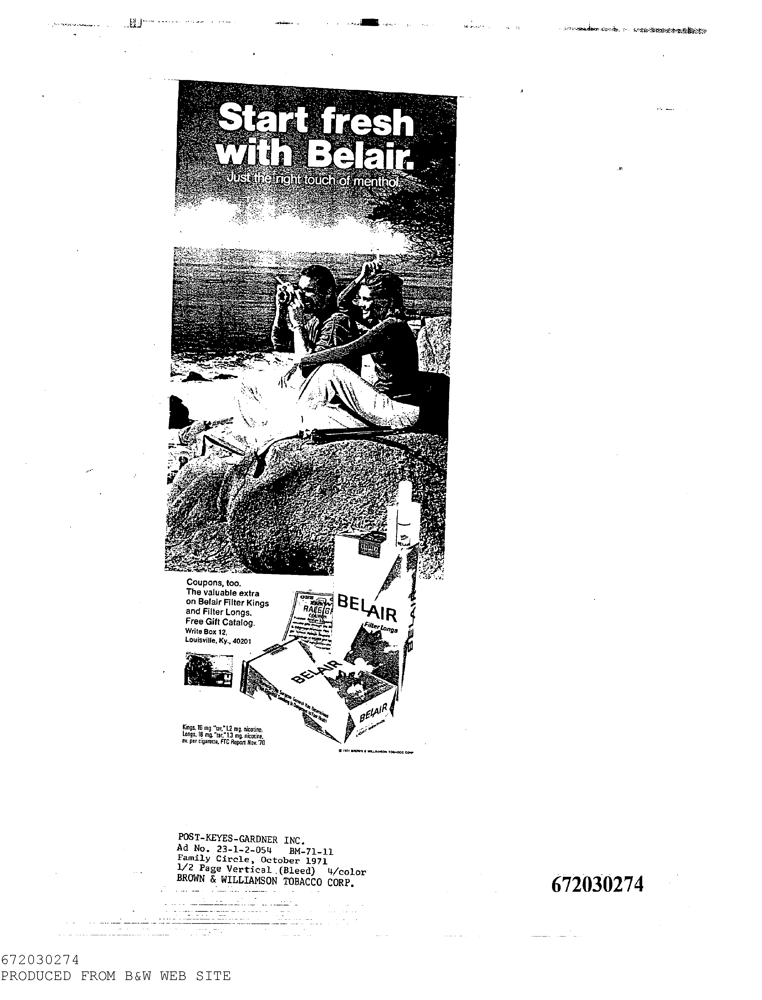 Start fresh
with Belair.
Just the right touch of menthol.
Coupons, too.
The valuable extra
on Belair Filter Kings
and Filter Longs.
Free Gift Catalog.
Write Box 12,
Louisville, Ky., 40201
RALEIGH
BELAIR
Filter Longs
BELAIR
BELAIR
Kings, 16 mg. "tar," 1.2 mg. nicotine;
Longs, 18 mg. "tar," 1.3 mg. nicotine,
av. per cigarette, FTC Report Nov. '70
© 1971 BROWN & WILLIAMSON TOBACCO CORP.
POST-KEYES-GARDNER INC.
Ad No. 23-1-2-054 BM-71-11
Family Circle, October 1971
1/2 Page Vertical (Bleed) 4/color
BROWN & WILLIAMSON TOBACCO CORP.
672030274
672030274
PRODUCED FROM B&W WEB SITE